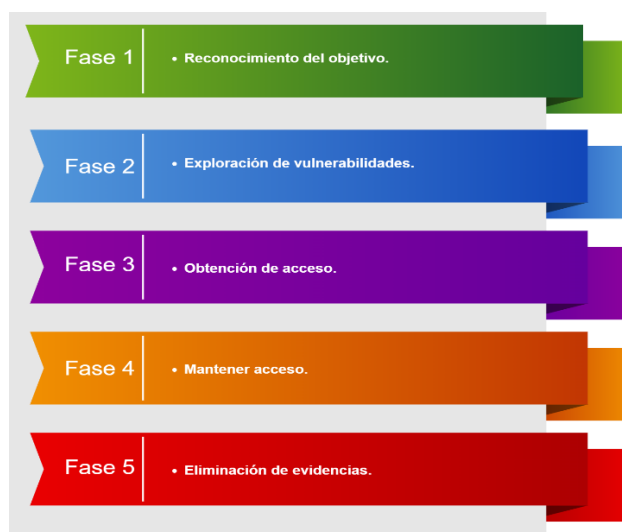 Fase 1
• Reconocimiento del objetivo.
Fase 2
• Exploración de vulnerabilidades.
Fase 3
• Obtención de acceso.
Fase 4
• Mantener acceso.
Fase 5
• Eliminación de evidencias.